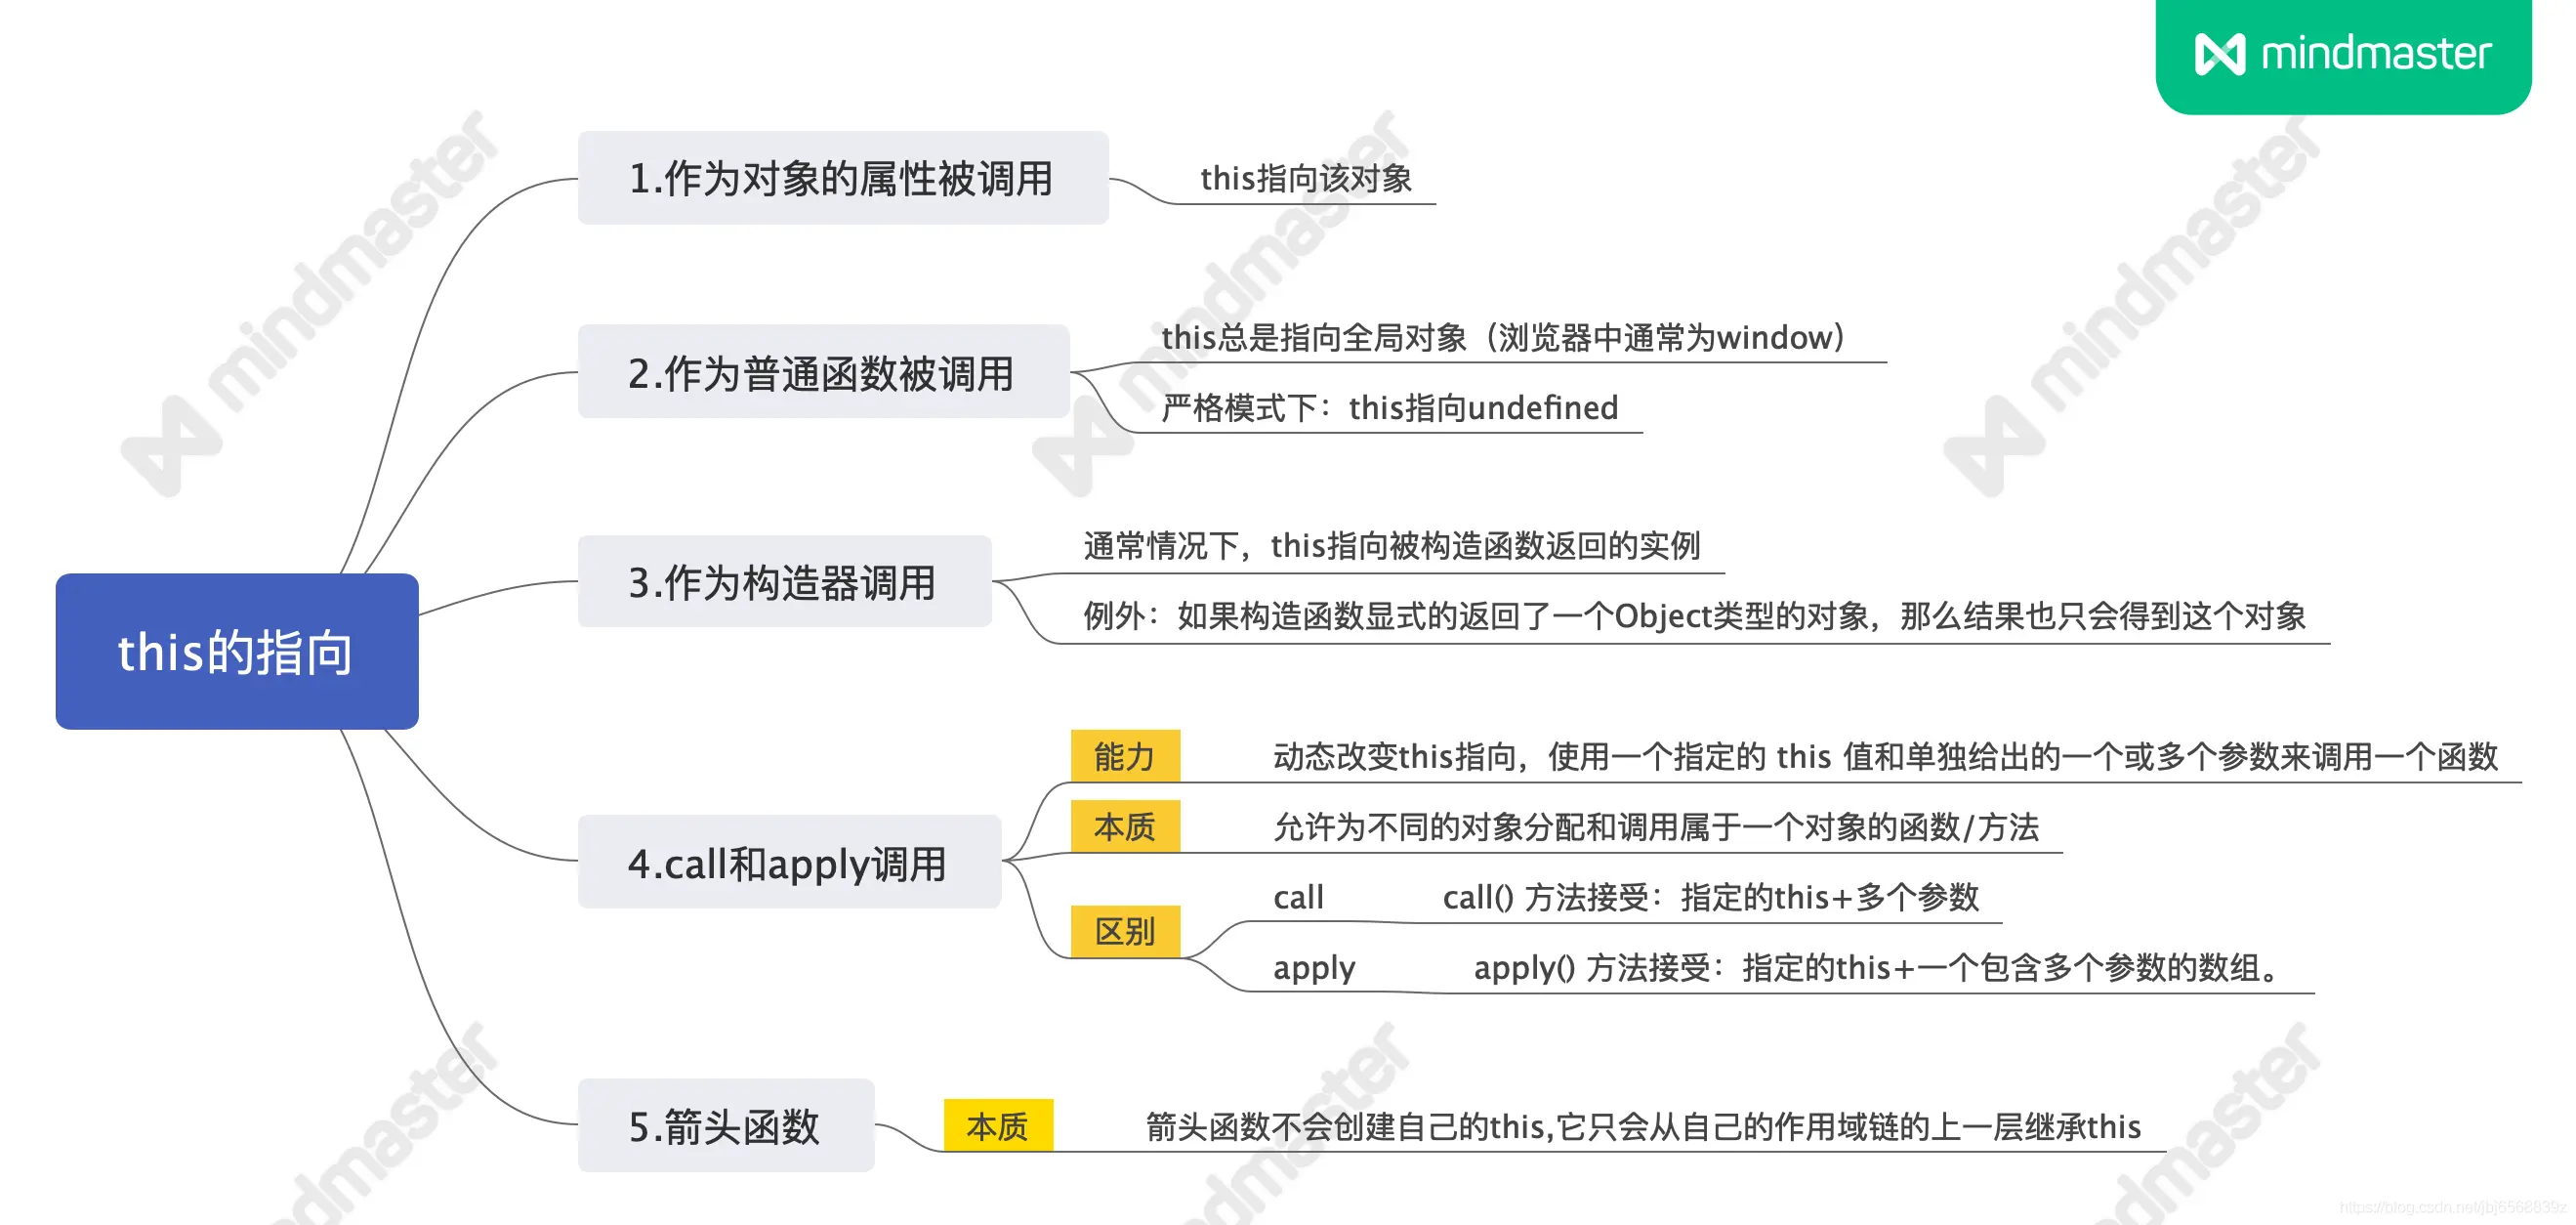 mindmaster
1.作为对象的属性被调用
this指向该对象
2.作为普通函数被调用
this总是指向全局对象（浏览器中通常为window）
严格模式下：this指向undefined
this的指向
3.作为构造器调用
通常情况下，this指向被构造函数返回的实例
例外：如果构造函数显式的返回了一个Object类型的对象，那么结果也只会得到这个对象
4.call和apply调用
能力
动态改变this指向，使用一个指定的 this 值和单独给出的一个或多个参数来调用一个函数
本质
允许为不同的对象分配和调用属于一个对象的函数/方法
区别
call
call() 方法接受：指定的this+多个参数
apply
apply() 方法接受：指定的this+一个包含多个参数的数组。
5.箭头函数
本质
箭头函数不会创建自己的this,它只会从自己的作用域链的上一层继承this
mindmaster
mindmaster
mindmaster
mindmaster
mindmaster
mindmaster